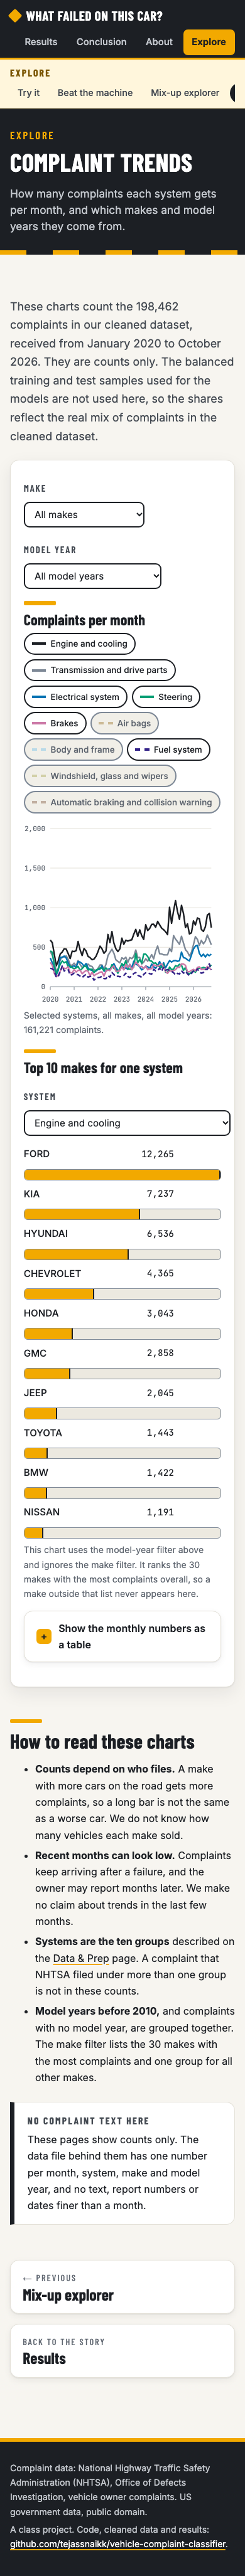 WHAT FAILED ON THIS CAR?
Results Conclusion About Explore
EXPLORE
Try it Beat the machine Mix-up explorer
EXPLORE
COMPLAINT TRENDS
How many complaints each system gets
per month, and which makes and model
years they come from.
These charts count the 198,462
complaints in our cleaned dataset,
received from January 2020 to October
2026. They are counts only. The balanced
training and test samples used for the
models are not used here, so the shares
reflect the real mix of complaints in the
cleaned dataset.
MAKE
All makes
MODEL YEAR
All model years
Complaints per month
Engine and cooling
Transmission and drive parts
Electrical system Steering
Brakes Air bags
Body and frame Fuel system
Windshield, glass and wipers
Automatic braking and collision warning
2,000
1,500
1,000
500
0
2020 2021 2022 2023 2024 2025 2026
Selected systems, all makes, all model years:
161,221 complaints.
Top 10 makes for one system
SYSTEM
Engine and cooling
FORD 12,265
KIA 7,237
HYUNDAI 6,536
CHEVROLET 4,365
HONDA 3,043
GMC 2,858
JEEP 2,045
TOYOTA 1,443
BMW 1,422
NISSAN 1,191
This chart uses the model-year filter above
and ignores the make filter. It ranks the 30
makes with the most complaints overall, so a
make outside that list never appears here.
+ Show the monthly numbers as
a table
How to read these charts
• Counts depend on who files. A make
with more cars on the road gets more
complaints, so a long bar is not the same
as a worse car. We do not know how
many vehicles each make sold.
• Recent months can look low. Complaints
keep arriving after a failure, and the
owner may report months later. We make
no claim about trends in the last few
months.
• Systems are the ten groups described on
the Data & Prep page. A complaint that
NHTSA filed under more than one group
is not in these counts.
• Model years before 2010, and complaints
with no model year, are grouped together.
The make filter lists the 30 makes with
the most complaints and one group for all
other makes.
NO COMPLAINT TEXT HERE
These pages show counts only. The
data file behind them has one number
per month, system, make and model
year, and no text, report numbers or
dates finer than a month.
← PREVIOUS
Mix-up explorer
BACK TO THE STORY
Results
Complaint data: National Highway Traffic Safety
Administration (NHTSA), Office of Defects
Investigation, vehicle owner complaints. US
government data, public domain.
A class project. Code, cleaned data and results:
github.com/tejassnaikk/vehicle-complaint-classifier.